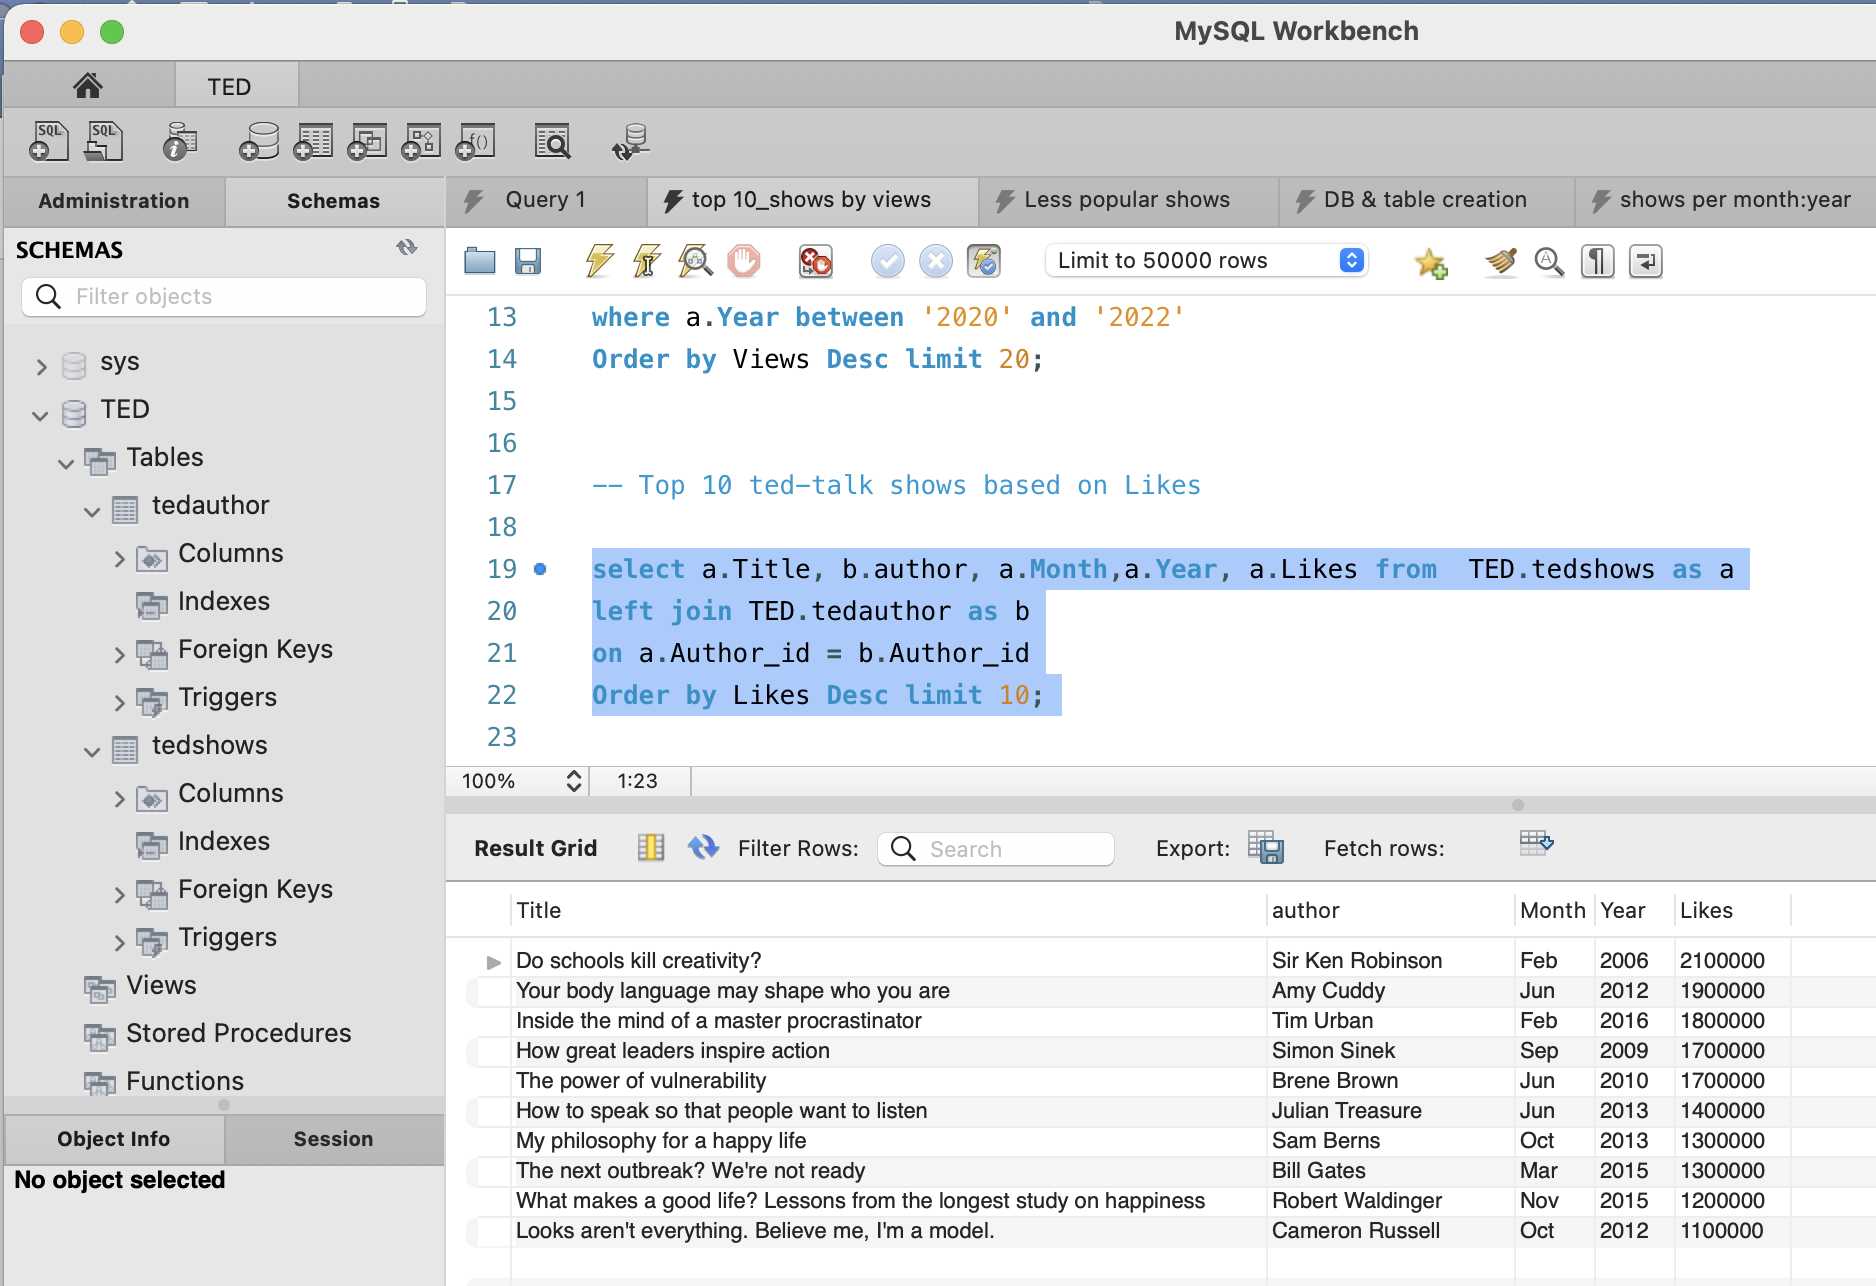 MySQL Workbench
TED
SQL SQL i f()
Administration Schemas
Query 1 top 10_shows by views Less popular shows DB & table creation shows per month:year
SCHEMAS
Filter objects
Limit to 50000 rows
sys
TED
Tables
tedauthor
Columns
Indexes
Foreign Keys
Triggers
tedshows
Columns
Indexes
Foreign Keys
Triggers
Views
Stored Procedures
Functions
Object Info Session
No object selected
13 where a.Year between '2020' and '2022'
14 Order by Views Desc limit 20;
15
16
17 -- Top 10 ted-talk shows based on Likes
18
19 select a.Title, b.author, a.Month,a.Year, a.Likes from  TED.tedshows as a
20 left join TED.tedauthor as b
21 on a.Author_id = b.Author_id
22 Order by Likes Desc limit 10;
23
100% 1:23
Result Grid Filter Rows: Search Export: Fetch rows:
Title author Month Year Likes
Do schools kill creativity? Sir Ken Robinson Feb 2006 2100000
Your body language may shape who you are Amy Cuddy Jun 2012 1900000
Inside the mind of a master procrastinator Tim Urban Feb 2016 1800000
How great leaders inspire action Simon Sinek Sep 2009 1700000
The power of vulnerability Brene Brown Jun 2010 1700000
How to speak so that people want to listen Julian Treasure Jun 2013 1400000
My philosophy for a happy life Sam Berns Oct 2013 1300000
The next outbreak? We're not ready Bill Gates Mar 2015 1300000
What makes a good life? Lessons from the longest study on happiness Robert Waldinger Nov 2015 1200000
Looks aren't everything. Believe me, I'm a model. Cameron Russell Oct 2012 1100000